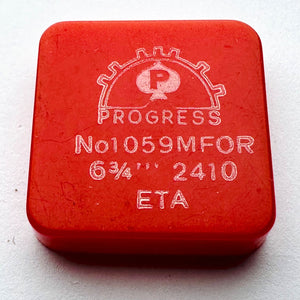 P
PROGRESS
No1059MFOR
6¾''' 2410
ETA